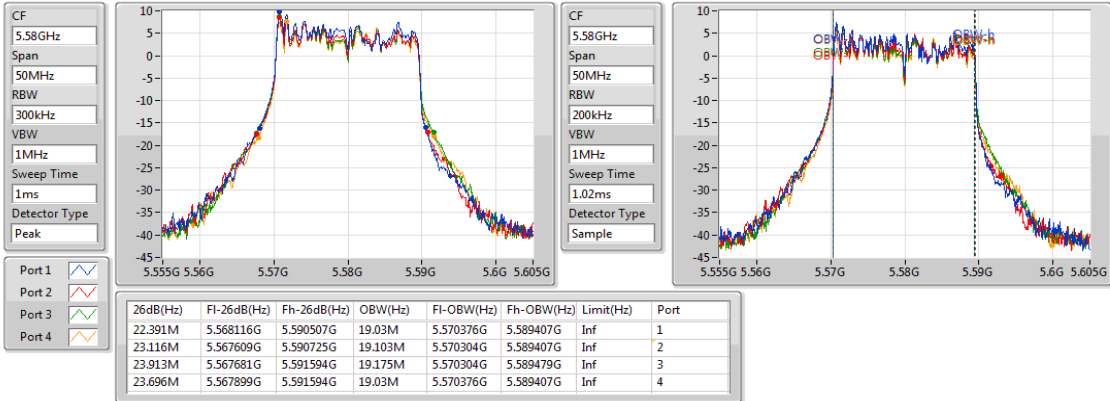 CF
5.58GHz
Span
50MHz
RBW
300kHz
VBW
1MHz
Sweep Time
1ms
Detector Type
Peak
Port 1
Port 2
Port 3
Port 4
10
5
0
-5
-10
-15
-20
-25
-30
-35
-40
-45
5.555G 5.56G 5.57G 5.58G 5.59G 5.6G 5.605G
CF
5.58GHz
Span
50MHz
RBW
200kHz
VBW
1MHz
Sweep Time
1.02ms
Detector Type
Sample
10
5
0
-5
-10
-15
-20
-25
-30
-35
-40
-45
5.555G 5.56G 5.57G 5.58G 5.59G 5.6G 5.605G
26dB(Hz) Fl-26dB(Hz) Fh-26dB(Hz) OBW(Hz) Fl-OBW(Hz) Fh-OBW(Hz) Limit(Hz) Port
22.391M 5.568116G 5.590507G 19.03M 5.570376G 5.589407G Inf 1
23.116M 5.567609G 5.590725G 19.103M 5.570304G 5.589407G Inf 2
23.913M 5.567681G 5.591594G 19.175M 5.570304G 5.589479G Inf 3
23.696M 5.567899G 5.591594G 19.03M 5.570376G 5.589407G Inf 4